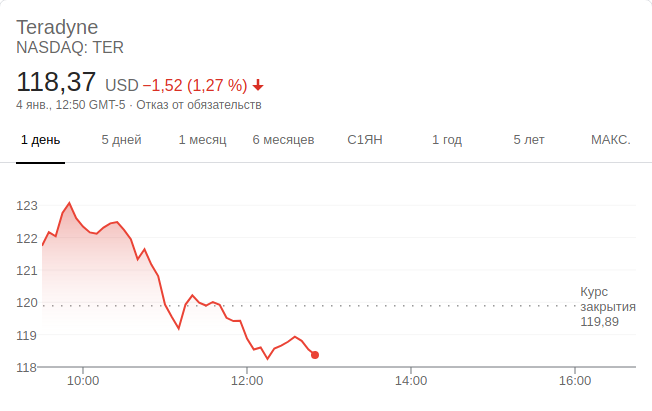 Teradyne
NASDAQ: TER
118,37 USD −1,52 (1,27 %)
4 янв., 12:50 GMT-5 · Отказ от обязательств
1 день 5 дней 1 месяц 6 месяцев С1ЯН 1 год 5 лет МАКС.
123
122
121
120
119
118
Курс
закрытия
119,89
10:00 12:00 14:00 16:00